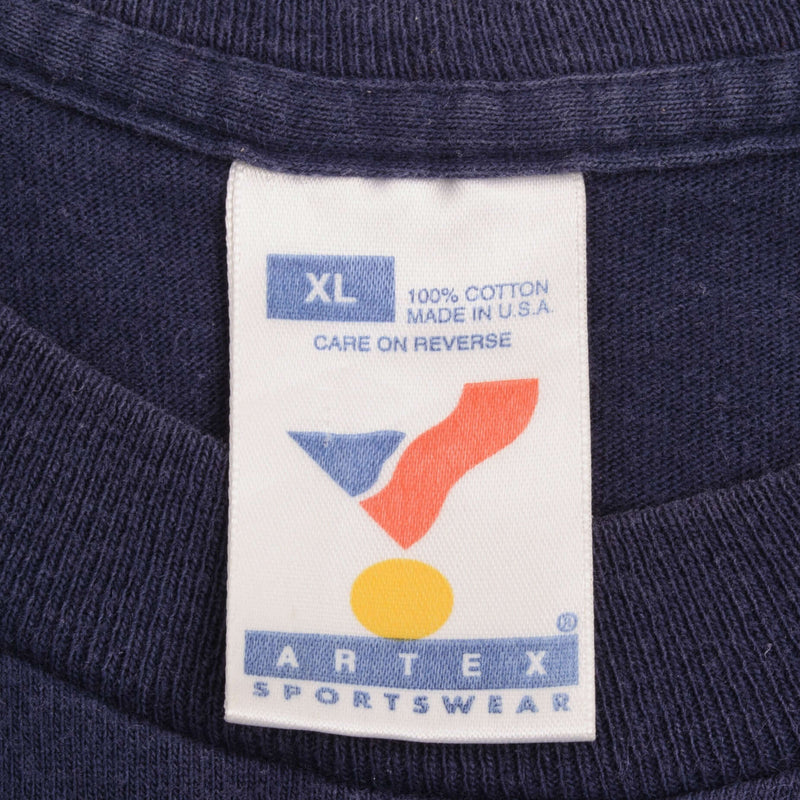 XL
100% COTTON
MADE IN U.S.A.
CARE ON REVERSE
®
ARTEX
SPORTSWEAR